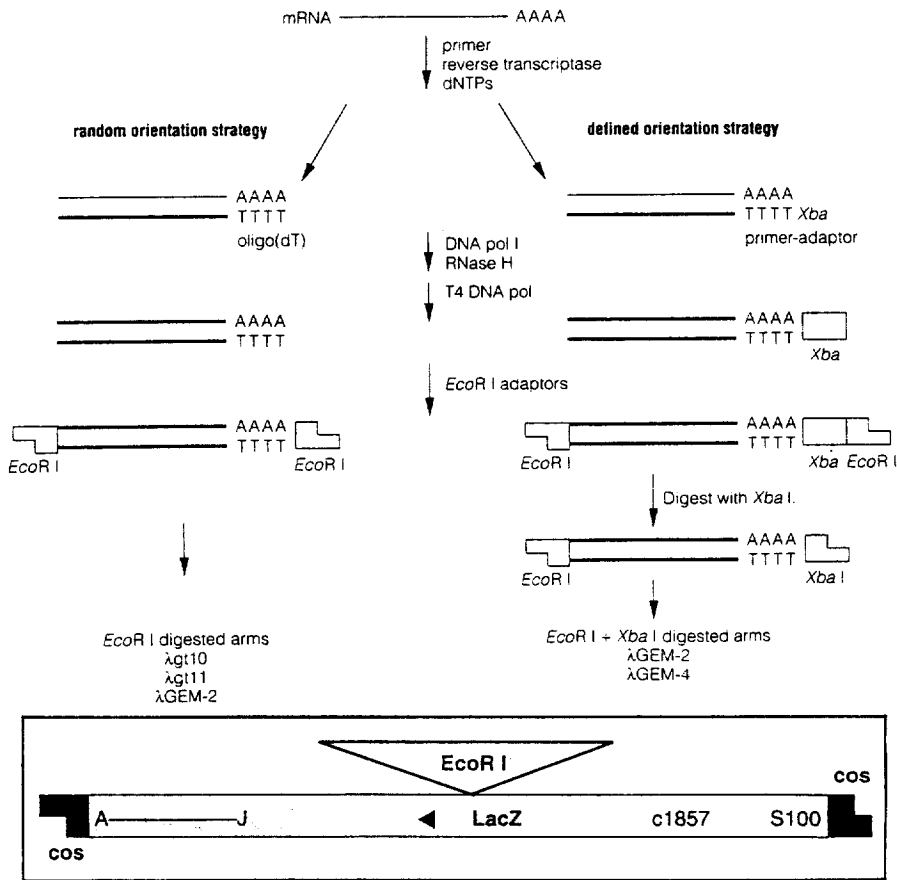 mRNA AAAA
primer
reverse transcriptase
dNTPs
random orientation strategy
defined orientation strategy
AAAA
TTTT
oligo(dT)
AAAA
TTTT Xba
primer-adaptor
DNA pol I
RNase H
T4 DNA pol
AAAA
TTTT
AAAA
TTTT
Xba
EcoR I adaptors
AAAA
TTTT
EcoR I
EcoR I
AAAA
TTTT
EcoR I
Xba EcoR I
Digest with Xba I.
AAAA
TTTT
EcoR I
Xba I
EcoR I digested arms
λgt10
λgt11
λGEM-2
EcoR I + Xba I digested arms
λGEM-2
λGEM-4
EcoR I
cos
A J LacZ c1857 S100
cos